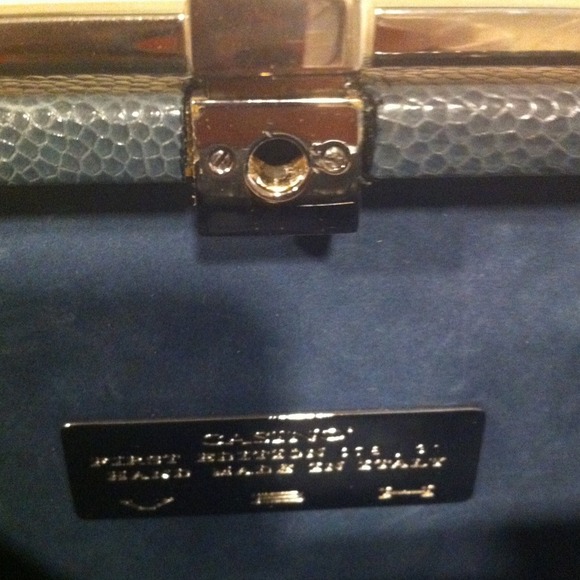 CASINO'
FIRST EDITION
HAND MADE IN ITALY